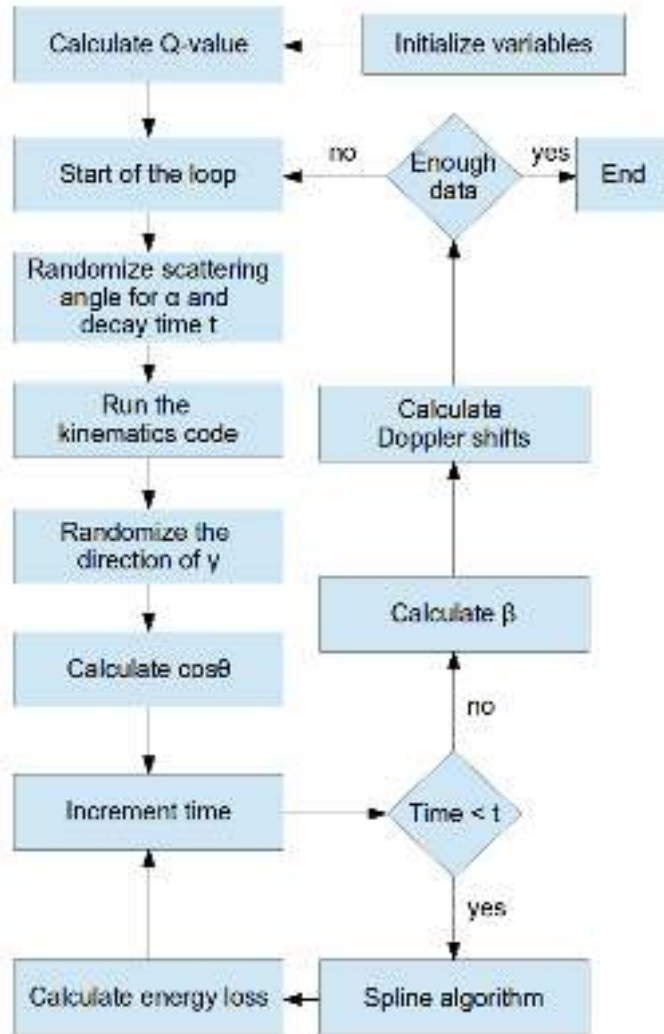 Calculate Q-value
Initialize variables
Start of the loop
no
Enough
data
yes
End
Randomize scattering
angle for α and
decay time t
Run the
kinematics code
Calculate
Doppler shifts
Randomize the
direction of γ
Calculate β
Calculate cosθ
no
Increment time
Time < t
yes
Calculate energy loss
Spline algorithm